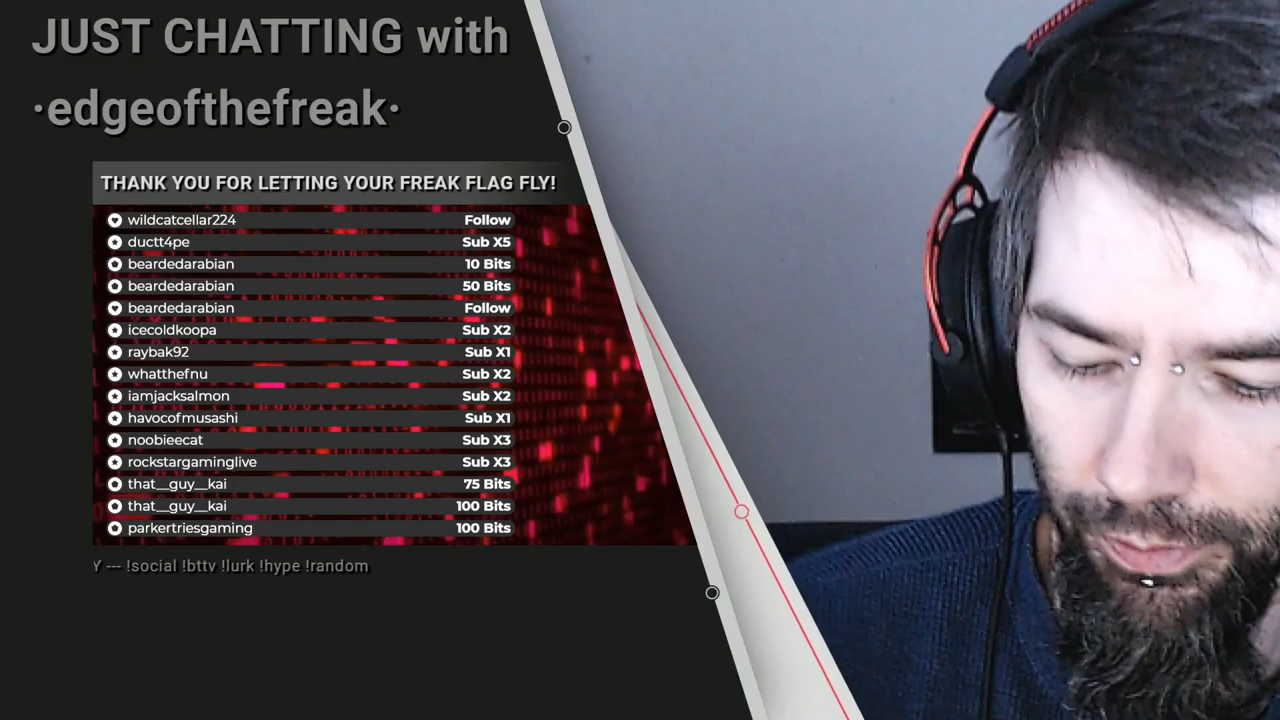 JUST CHATTING with
·edgeofthefreak·
THANK YOU FOR LETTING YOUR FREAK FLAG FLY!
wildcatcellar224 Follow
ductt4pe Sub X5
beardedarabian 10 Bits
beardedarabian 50 Bits
beardedarabian Follow
icecoldkoopa Sub X2
raybak92 Sub X1
whatthefnu Sub X2
iamjacksalmon Sub X2
havocofmusashi Sub X1
noobieecat Sub X3
rockstargaminglive Sub X3
that__guy__kai 75 Bits
that__guy__kai 100 Bits
parkertriesgaming 100 Bits
Y --- !social !bttv !lurk !hype !random